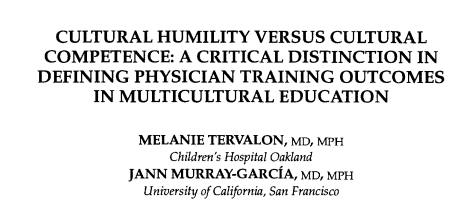 CULTURAL HUMILITY VERSUS CULTURAL
COMPETENCE: A CRITICAL DISTINCTION IN
DEFINING PHYSICIAN TRAINING OUTCOMES
IN MULTICULTURAL EDUCATION
MELANIE TERVALON, MD, MPH
Children's Hospital Oakland
JANN MURRAY-GARCÍA, MD, MPH
University of California, San Francisco